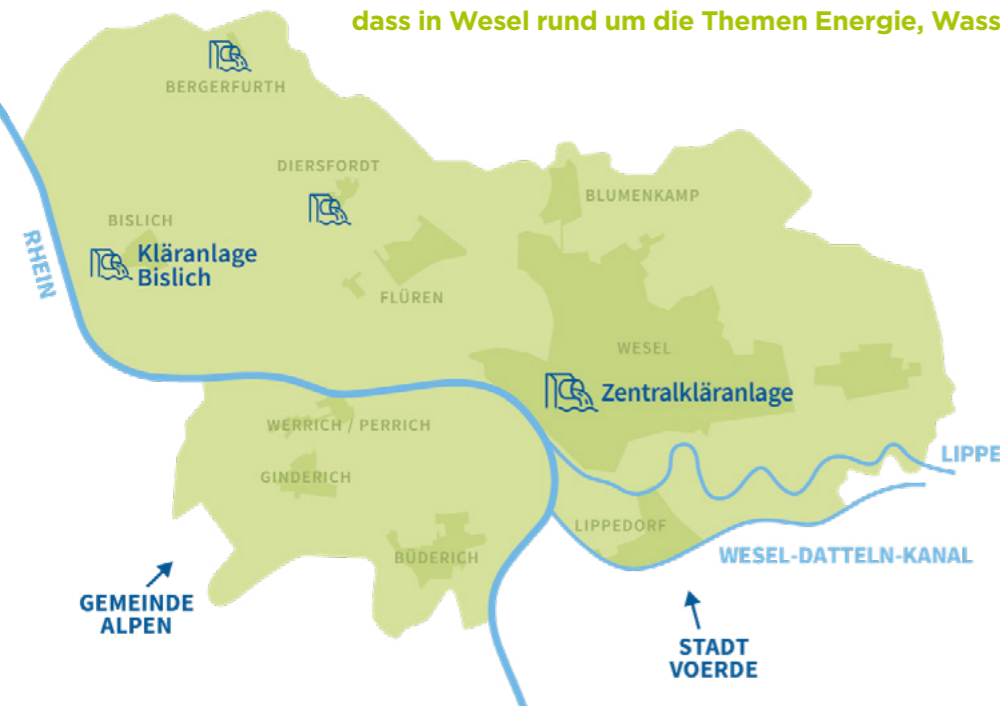 dass in Wesel rund um die Themen Energie, Wass
BERGERFURTH
DIERSFORDT
BLUMENKAMP
BISLICH
RHEIN
Kläranlage
Bislich
FLÜREN
WESEL
Zentralkläranlage
WERRICH / PERRICH
LIPPE
GINDERICH
LIPPEDORF
BÜDERICH
WESEL-DATTELN-KANAL
GEMEINDE
ALPEN
STADT
VOERDE